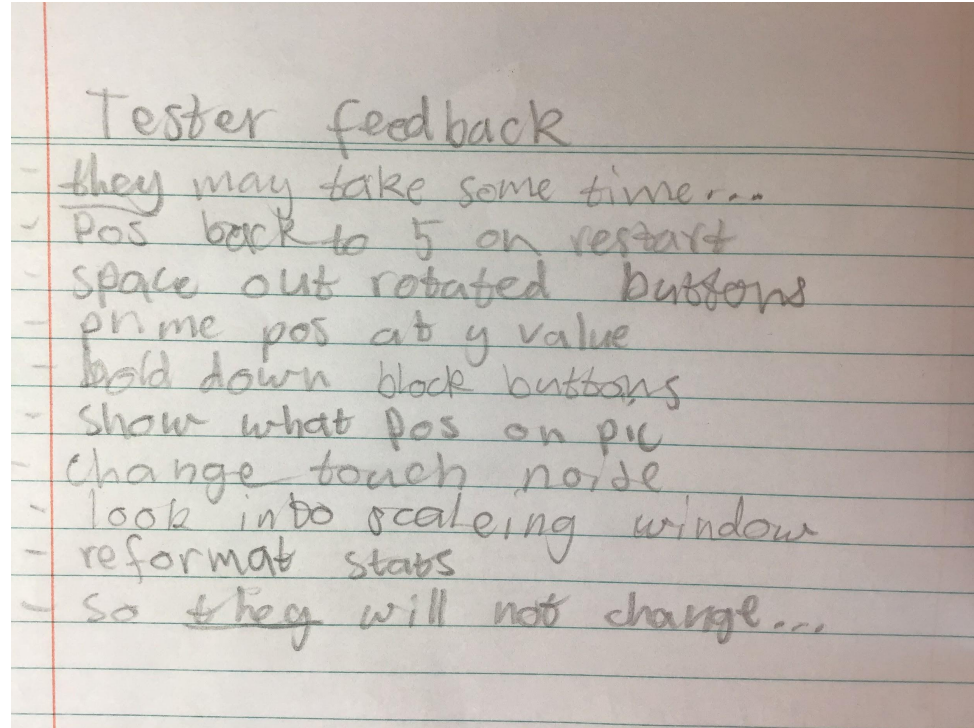 Tester feedback
- they may take some time...
- Pos back to 5 on restart
- space out rotated buttons
- prime pos at y value
- hold down block buttons
- show what pos on pic
- change touch noise
- look into scaleing window
- reformat stats
- so they will not change...